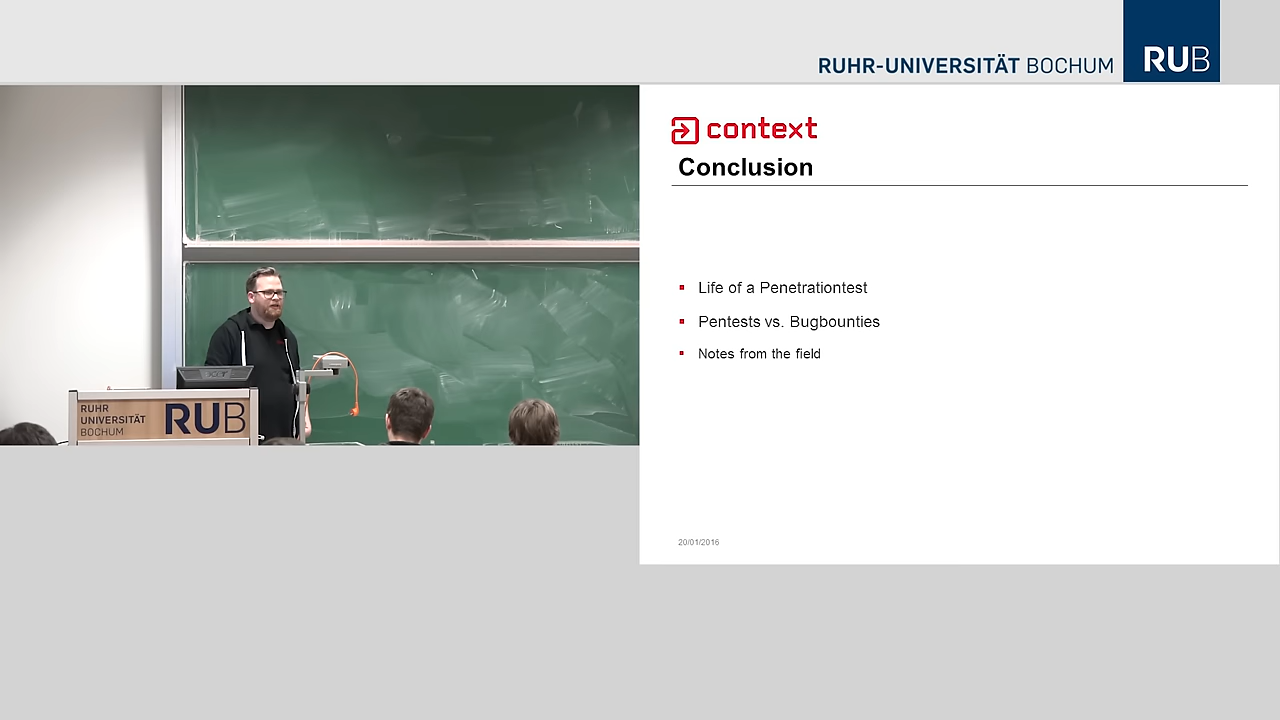 RUHR-UNIVERSITÄT BOCHUM
RUB
context
Conclusion
Life of a Penetrationtest
Pentests vs. Bugbounties
Notes from the field
20/01/2016
RUHR
UNIVERSITÄT
BOCHUM
RUB